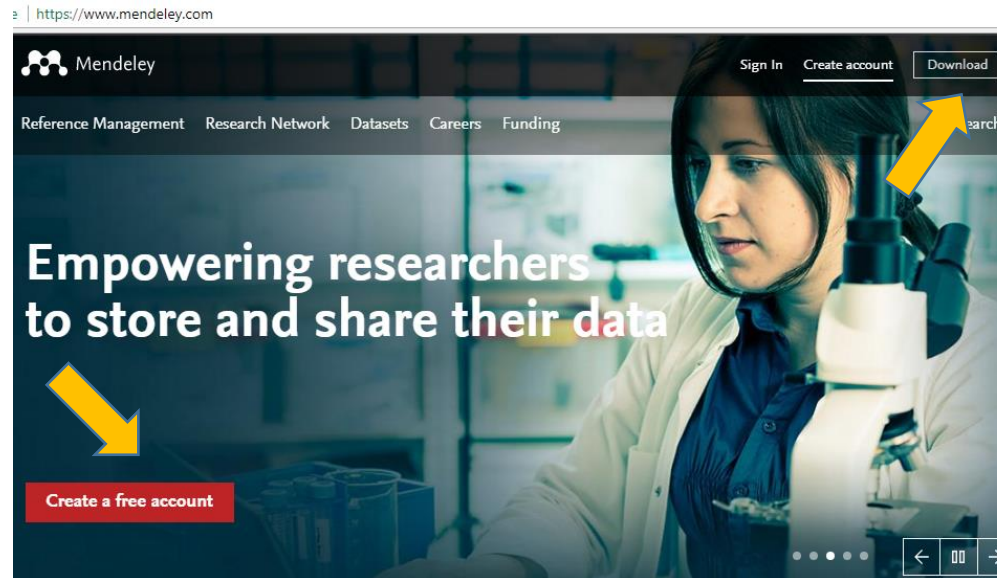 https://www.mendeley.com
Mendeley
Sign In Create account Download
Reference Management Research Network Datasets Careers Funding
Empowering researchers
to store and share their data
Create a free account